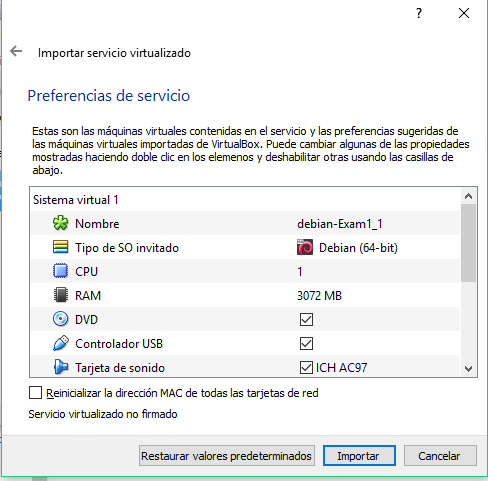 ?
Importar servicio virtualizado
Preferencias de servicio
Estas son las máquinas virtuales contenidas en el servicio y las preferencias sugeridas de
las máquinas virtuales importadas de VirtualBox. Puede cambiar algunas de las propiedades
mostradas haciendo doble clic en los elemenos y deshabilitar otras usando las casillas de
abajo.
Sistema virtual 1
Nombre debian-Exam1_1
Tipo de SO invitado Debian (64-bit)
CPU 1
RAM 3072 MB
DVD
Controlador USB
Tarjeta de sonido ICH AC97
Reinicializar la dirección MAC de todas las tarjetas de red
Servicio virtualizado no firmado
Restaurar valores predeterminados Importar Cancelar